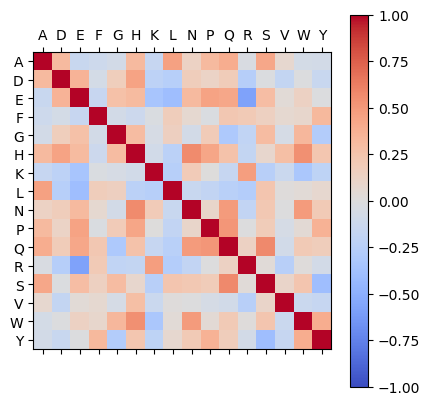 A D E F G H K L N P Q R S V W Y
A
D
E
F
G
H
K
L
N
P
Q
R
S
V
W
Y
1.00
0.75
0.50
0.25
0.00
−0.25
−0.50
−0.75
−1.00